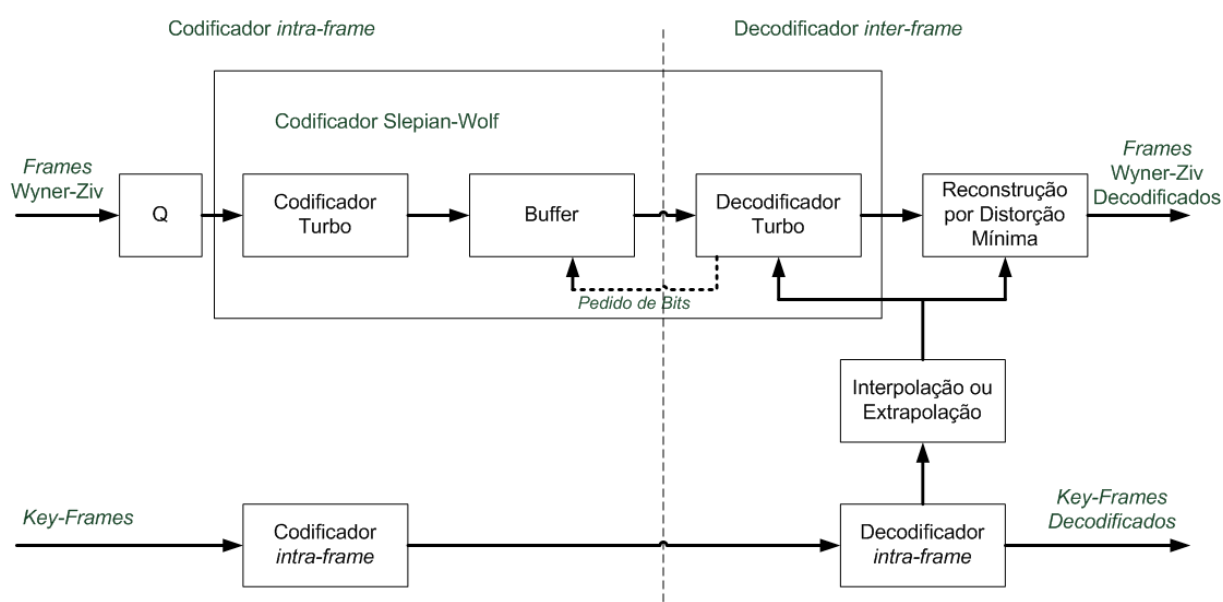 Codificador intra-frame
Decodificador inter-frame
Codificador Slepian-Wolf
Frames
Wyner-Ziv
Q
Codificador
Turbo
Buffer
Decodificador
Turbo
Reconstrução
por Distorção
Mínima
Frames
Wyner-Ziv
Decodificados
Pedido de Bits
Interpolação ou
Extrapolação
Key-Frames
Codificador
intra-frame
Decodificador
intra-frame
Key-Frames
Decodificados